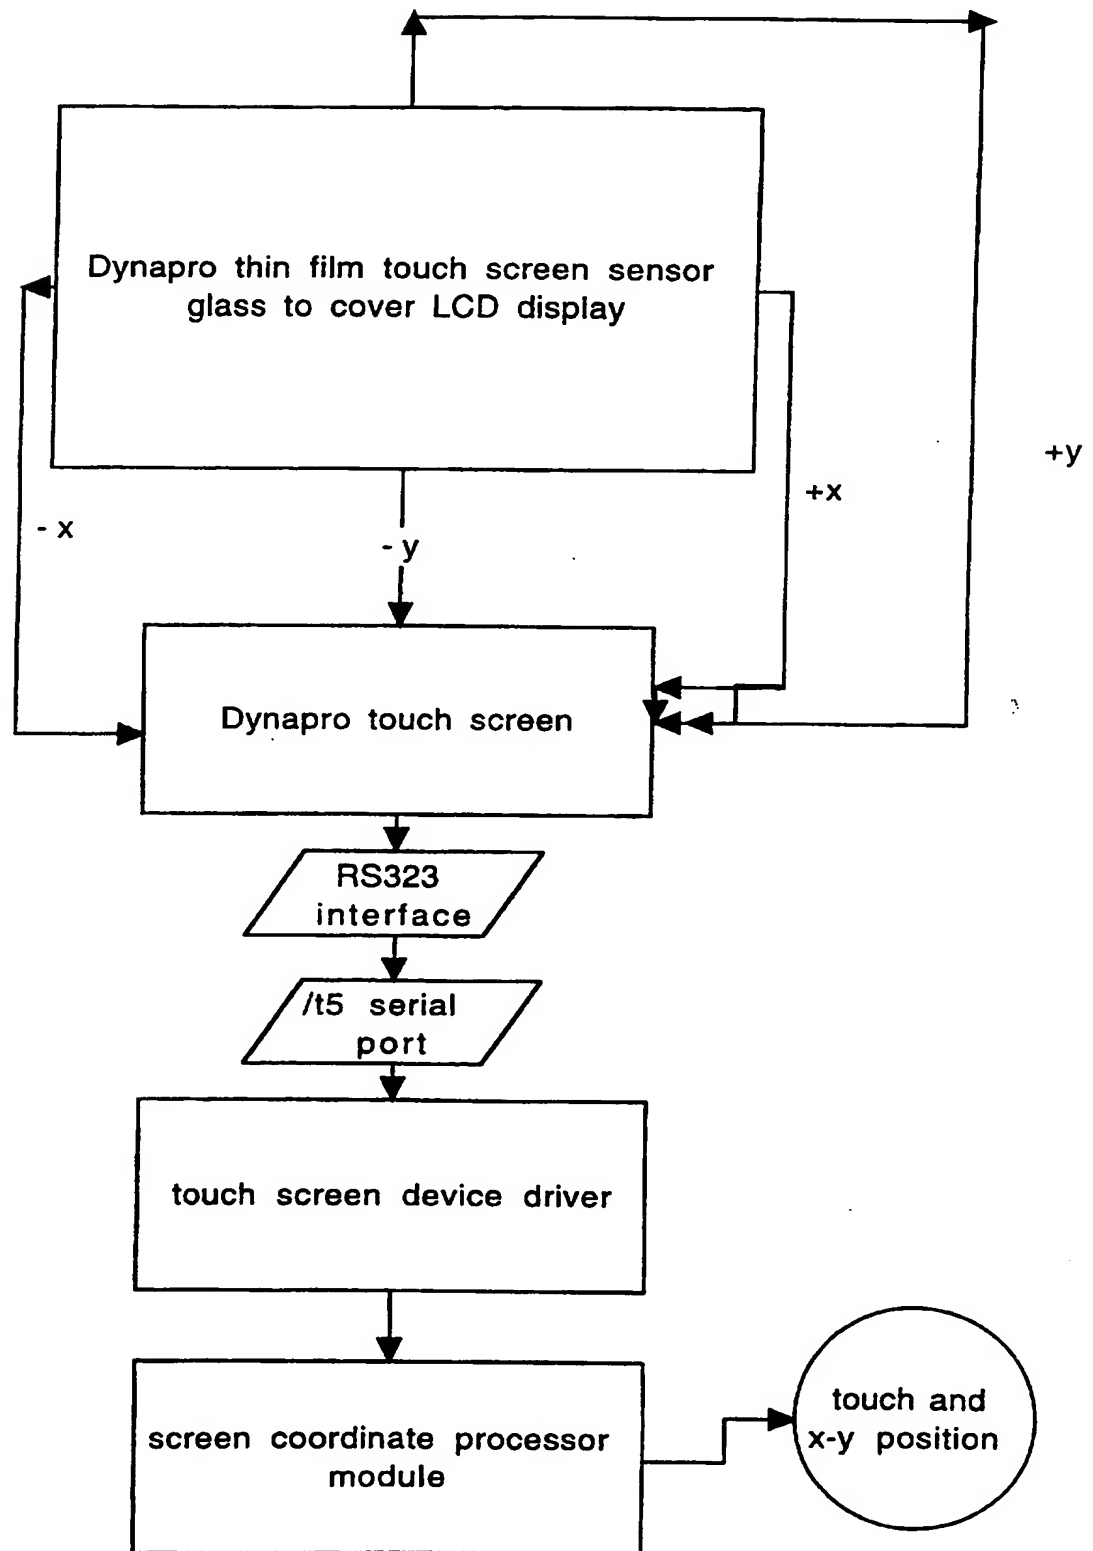 Dynapro thin film touch screen sensor
glass to cover LCD display
+y
+x
- x
- y
Dynapro touch screen
RS323
interface
/t5 serial
port
touch screen device driver
touch and
x-y position
screen coordinate processor
module